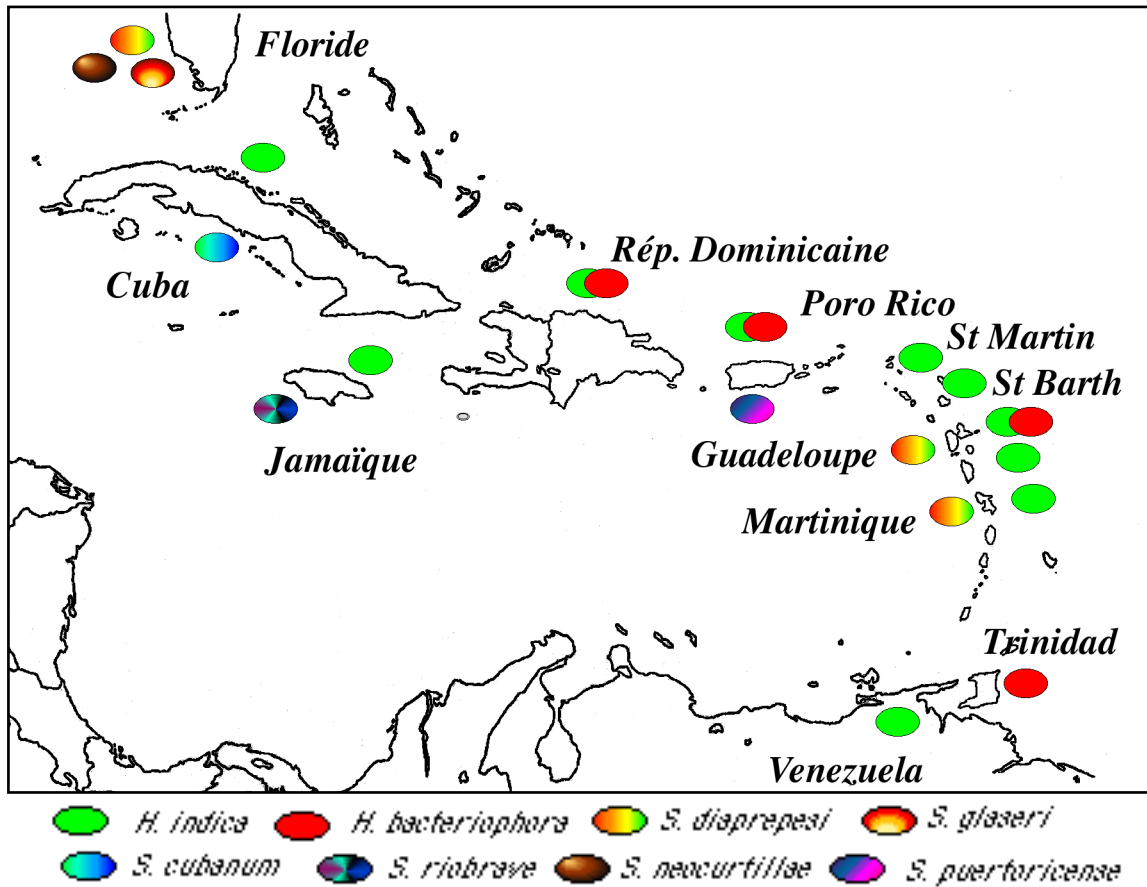 Floride
Rép. Dominicaine
Cuba
Poro Rico
St Martin
St Barth
Jamaïque
Guadeloupe
Martinique
Trinidad
Venezuela
H. indica H. bacteriophora S. diaprepesi S. glaseri
S. cubanum S. riobrave S. neocurtillae S. puertoricense